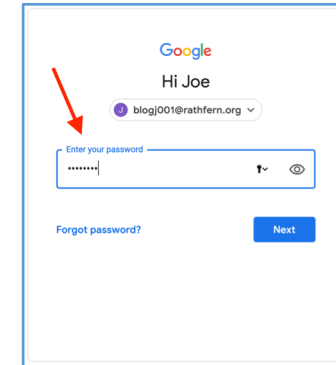 Google
Hi Joe
J blogj001@rathfern.org
Enter your password
••••••••
Forgot password?
Next